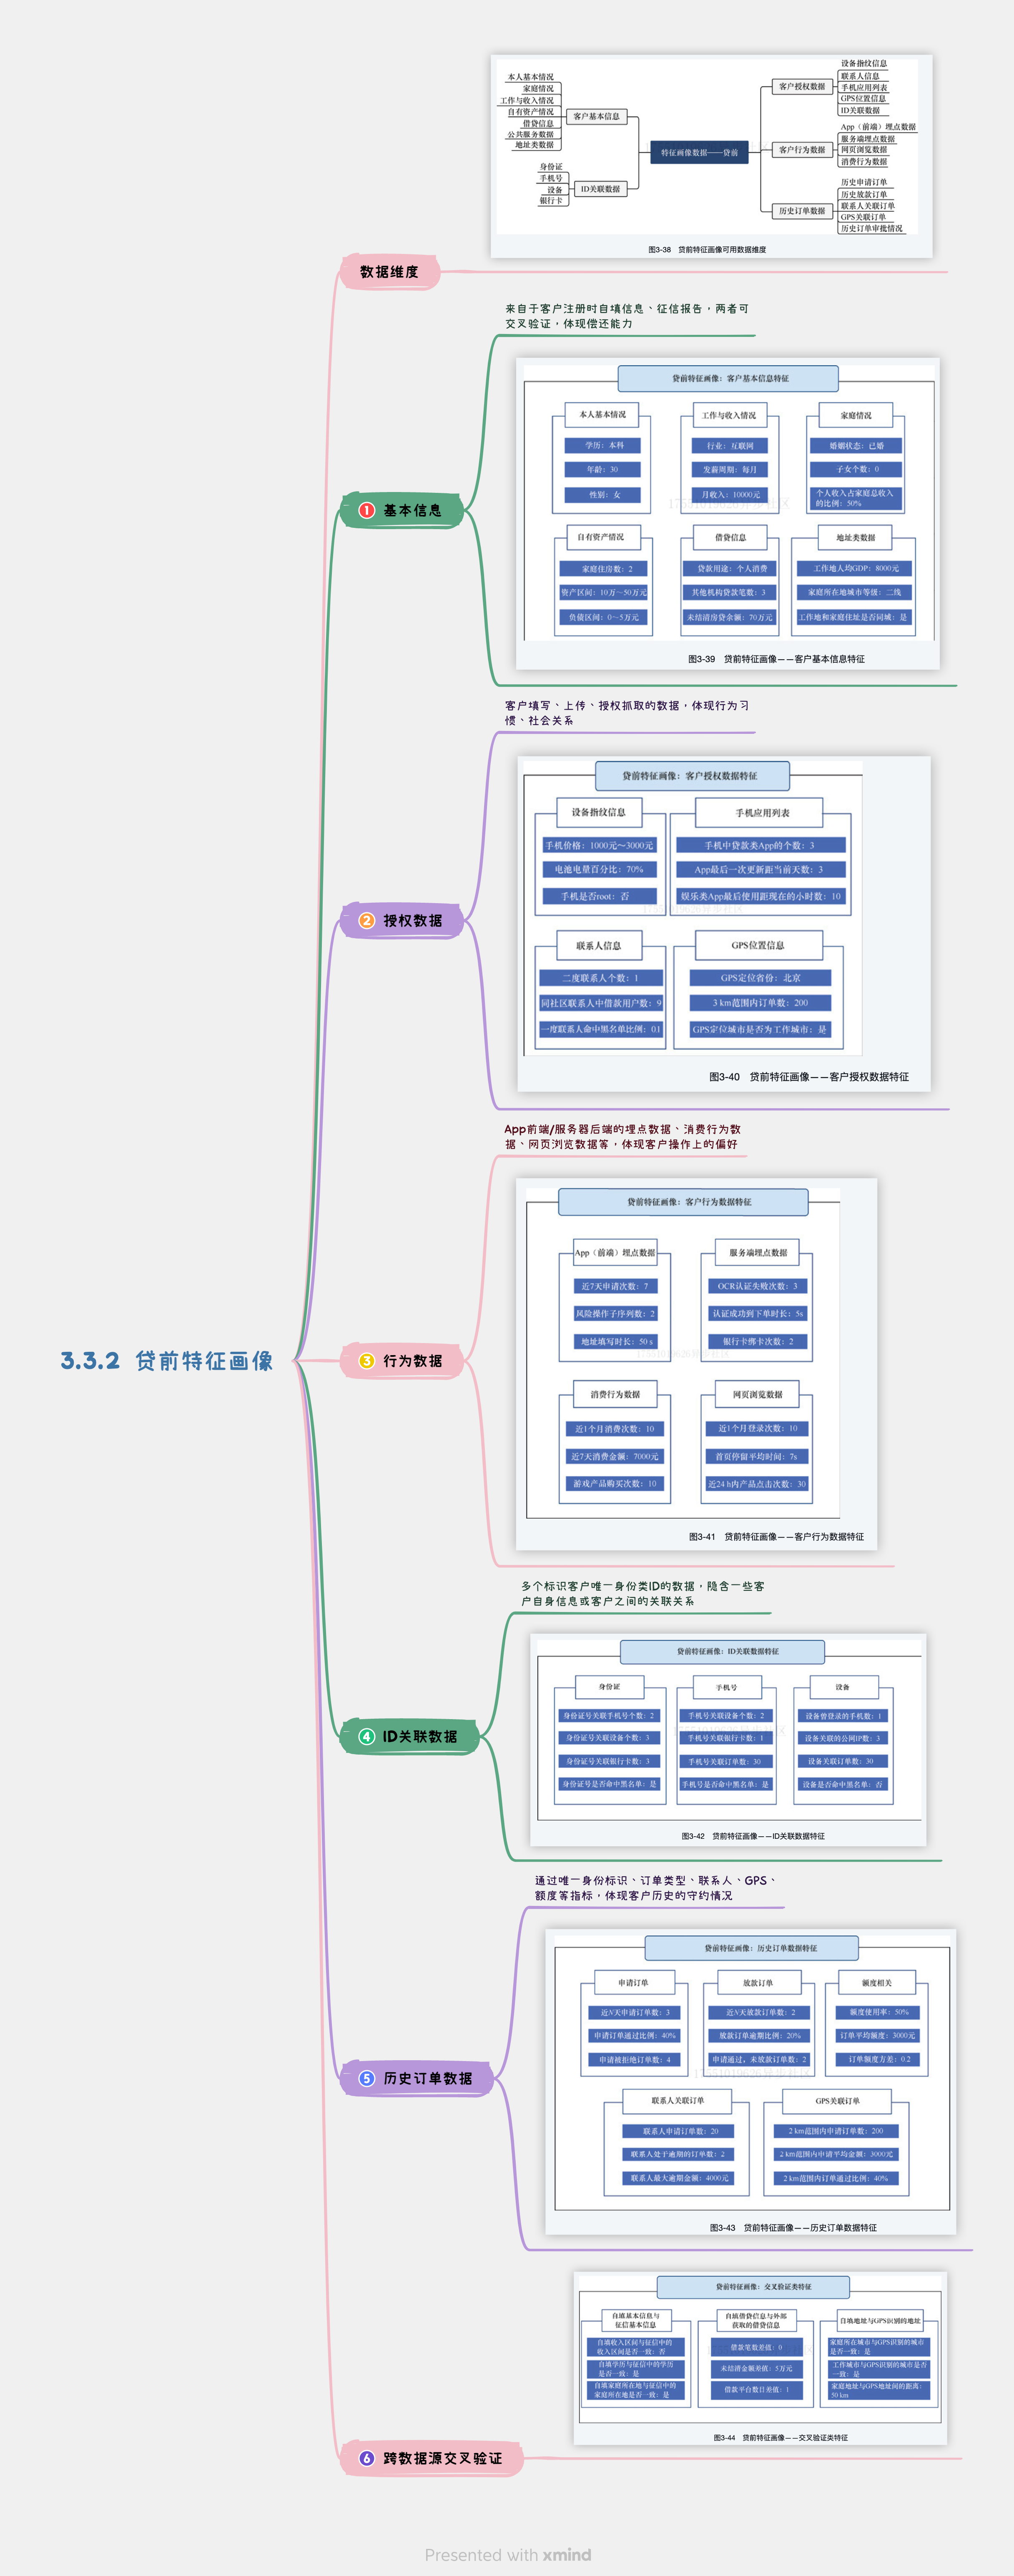 本人基本情况
家庭情况
工作与收入情况
自有资产情况
借贷信息
公共服务数据
地址类数据
客户基本信息
身份证
手机号
设备
银行卡
ID关联数据
特征画像数据——贷前
客户授权数据
设备指纹信息
联系人信息
手机应用列表
GPS位置信息
ID关联数据
客户行为数据
App（前端）埋点数据
服务端埋点数据
网页浏览数据
消费行为数据
历史订单数据
历史申请订单
历史放款订单
联系人关联订单
GPS关联订单
历史订单审批情况
图3-38 贷前特征画像可用数据维度
数据维度
来自于客户注册时自填信息、征信报告，两者可
交叉验证，体现偿还能力
贷前特征画像：客户基本信息特征
本人基本情况
学历：本科
年龄：30
性别：女
工作与收入情况
行业：互联网
发薪周期：每月
月收入：10000元
家庭情况
婚姻状态：已婚
子女个数：0
个人收入占家庭总收入
的比例：50%
自有资产情况
家庭住房数：2
资产区间：10万～50万元
负债区间：0～5万元
借贷信息
贷款用途：个人消费
其他机构贷款笔数：3
未结清房贷余额：70万元
地址类数据
工作地人均GDP：8000元
家庭所在地城市等级：二线
工作地和家庭住址是否同城：是
图3-39 贷前特征画像——客户基本信息特征
1 基本信息
客户填写、上传、授权抓取的数据，体现行为习
惯、社会关系
贷前特征画像：客户授权数据特征
设备指纹信息
手机价格：1000元～3000元
电池电量百分比：70%
手机是否root：否
手机应用列表
手机中贷款类App的个数：3
App最后一次更新距当前天数：3
娱乐类App最后使用距现在的小时数：10
联系人信息
二度联系人个数：1
同社区联系人中借款用户数：9
一度联系人命中黑名单比例：0.1
GPS位置信息
GPS定位省份：北京
3 km范围内订单数：200
GPS定位城市是否为工作城市：是
图3-40 贷前特征画像——客户授权数据特征
2 授权数据
App前端/服务器后端的埋点数据、消费行为数
据、网页浏览数据等，体现客户操作上的偏好
贷前特征画像：客户行为数据特征
App（前端）埋点数据
近7天申请次数：7
风险操作子序列数：2
地址填写时长：50 s
服务端埋点数据
OCR认证失败次数：3
认证成功到下单时长：5s
银行卡绑卡次数：2
消费行为数据
近1个月消费次数：10
近7天消费金额：7000元
游戏产品购买次数：10
网页浏览数据
近1个月登录次数：10
首页停留平均时间：7s
近24 h内产品点击次数：30
图3-41 贷前特征画像——客户行为数据特征
3.3.2 贷前特征画像
3 行为数据
多个标识客户唯一身份类ID的数据，隐含一些客
户自身信息或客户之间的关联关系
贷前特征画像：ID关联数据特征
身份证
身份证号关联手机号个数：2
身份证号关联设备个数：3
身份证号关联银行卡数：3
身份证号是否命中黑名单：是
手机号
手机号关联设备个数：2
手机号关联银行卡数：1
手机号关联订单数：30
手机号是否命中黑名单：是
设备
设备曾登录的手机数：1
设备关联的公网IP数：3
设备关联订单数：30
设备是否命中黑名单：否
图3-42 贷前特征画像——ID关联数据特征
4 ID关联数据
通过唯一身份标识、订单类型、联系人、GPS、
额度等指标，体现客户历史的守约情况
贷前特征画像：历史订单数据特征
申请订单
近N天申请订单数：3
申请订单通过比例：40%
申请被拒绝订单数：4
放款订单
近N天放款订单数：2
放款订单逾期比例：20%
申请通过，未放款订单数：2
额度相关
额度使用率：50%
订单平均额度：3000元
订单额度方差：0.2
联系人关联订单
联系人申请订单数：20
联系人处于逾期的订单数：2
联系人最大逾期金额：4000元
GPS关联订单
2 km范围内申请订单数：200
2 km范围内申请平均金额：3000元
2 km范围内订单通过比例：40%
图3-43 贷前特征画像——历史订单数据特征
5 历史订单数据
贷前特征画像：交叉验证类特征
自填基本信息与
征信基本信息
自填收入区间与征信中的
收入区间是否一致：否
自填学历与征信中的学历
是否一致：是
自填家庭所在地与征信中的
家庭所在地是否一致：是
自填借贷信息与外部
获取的借贷信息
借款笔数差值：0
未结清金额差值：5万元
借款平台数目差值：1
自填地址与GPS识别的地址
家庭所在城市与GPS识别的城市
是否一致：是
工作城市与GPS识别的城市是否
一致：是
家庭地址与GPS地址间的距离：
50 km
图3-44 贷前特征画像——交叉验证类特征
6 跨数据源交叉验证
Presented with xmind